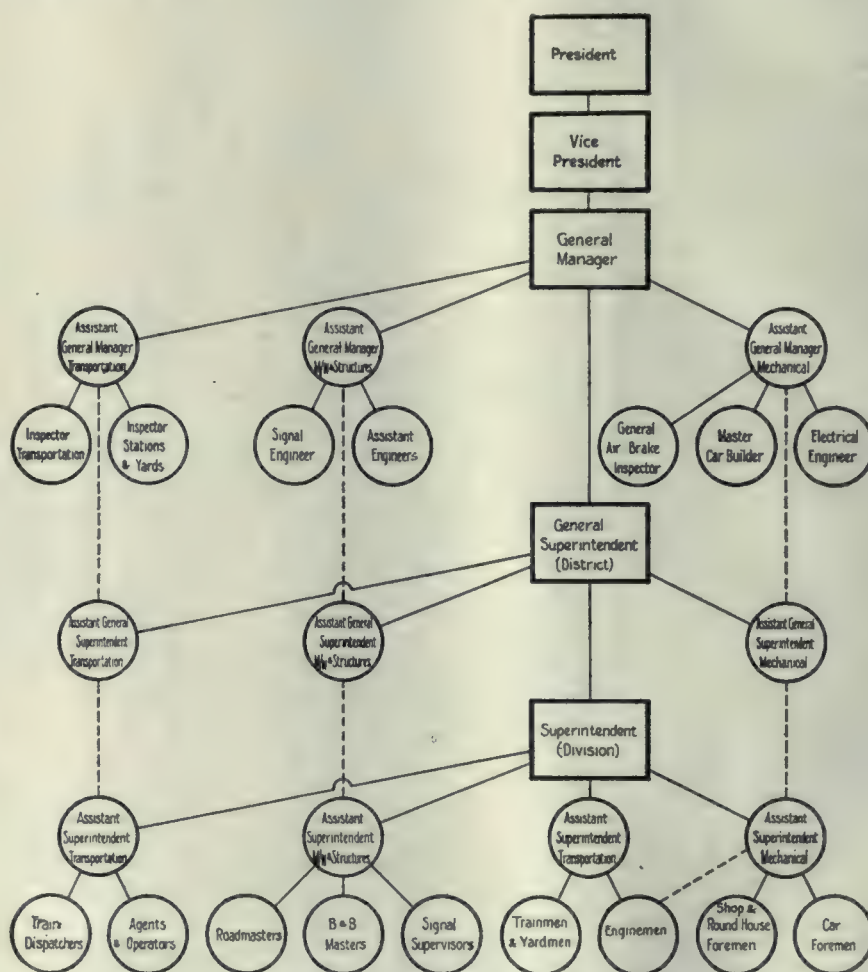 President
Vice
President
General
Manager
Assistant
General Manager
Transportation
Assistant
General Manager
M/W & Structures
Assistant
General Manager
Mechanical
Inspector
Transportation
Inspector
Stations
& Yards
Signal
Engineer
Assistant
Engineers
General
Air Brake
Inspector
Master
Car Builder
Electrical
Engineer
General
Superintendent
(District)
Assistant General
Superintendent
Transportation
Assistant General
Superintendent
M/W & Structures
Assistant General
Superintendent
Mechanical
Superintendent
(Division)
Assistant
Superintendent
Transportation
Assistant
Superintendent
M/W & Structures
Assistant
Superintendent
Transportation
Assistant
Superintendent
Mechanical
Train
Dispatchers
Agents
& Operators
Roadmasters
B & B
Masters
Signal
Supervisors
Trainmen
& Yardmen
Enginemen
Shop &
Round House
Foremen
Car
Foremen